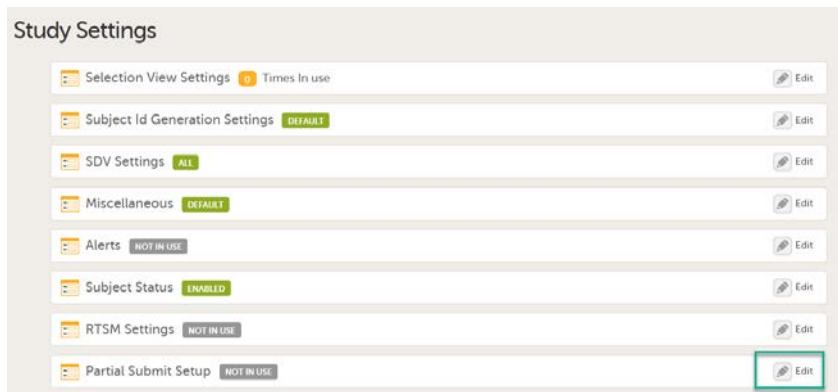 Study Settings
Selection View Settings 0 Times In use Edit
Subject Id Generation Settings DEFAULT Edit
SDV Settings ALL Edit
Miscellaneous DEFAULT Edit
Alerts NOT IN USE Edit
Subject Status ENABLED Edit
RTSM Settings NOT IN USE Edit
Partial Submit Setup NOT IN USE Edit